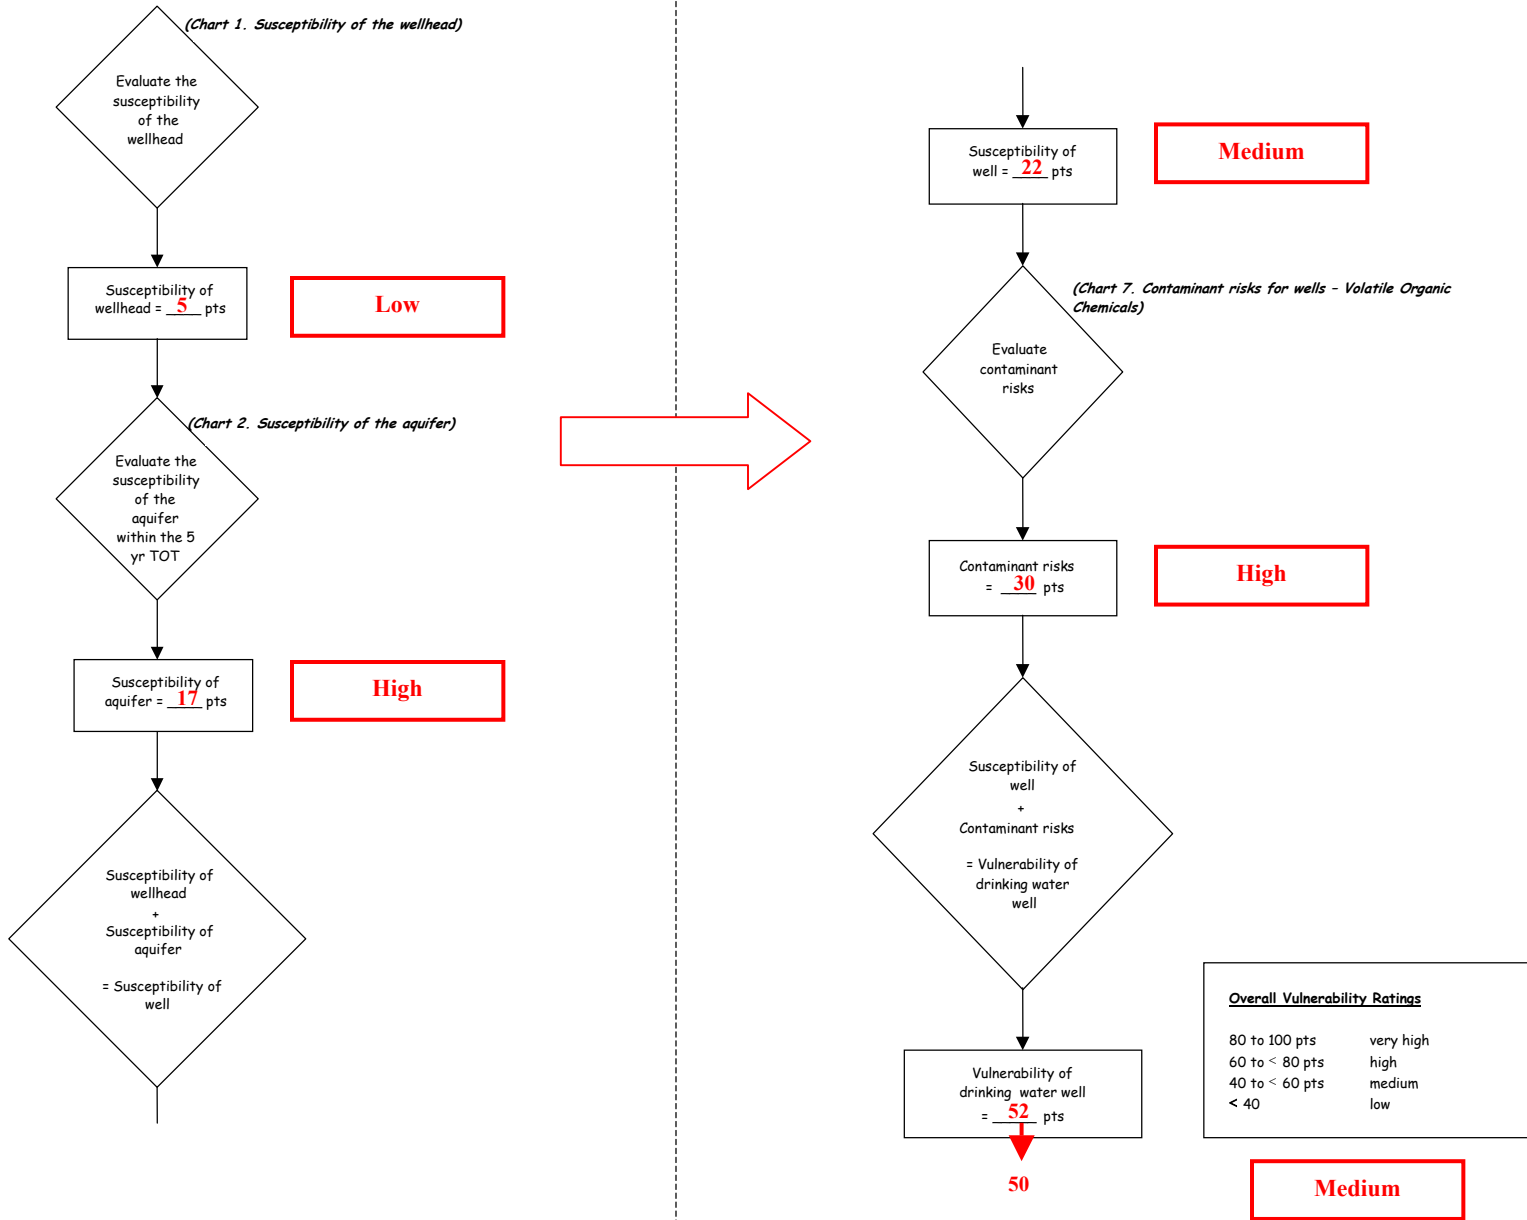 (Chart 1. Susceptibility of the wellhead)
Evaluate the
susceptibility
of the
wellhead
Susceptibility of
wellhead = 5 pts
Low
(Chart 2. Susceptibility of the aquifer)
Evaluate the
susceptibility
of the
aquifer
within the 5
yr TOT
Susceptibility of
aquifer = 17 pts
High
Susceptibility of
wellhead
+
Susceptibility of
aquifer
= Susceptibility of
well
Susceptibility of
well = 22 pts
Medium
(Chart 7. Contaminant risks for wells – Volatile Organic
Chemicals)
Evaluate
contaminant
risks
Contaminant risks
= 30 pts
High
Susceptibility of
well
+
Contaminant risks
= Vulnerability of
drinking water
well
Vulnerability of
drinking water well
= 52 pts
50
Overall Vulnerability Ratings
80 to 100 pts very high
60 to < 80 pts high
40 to < 60 pts medium
< 40 low
Medium